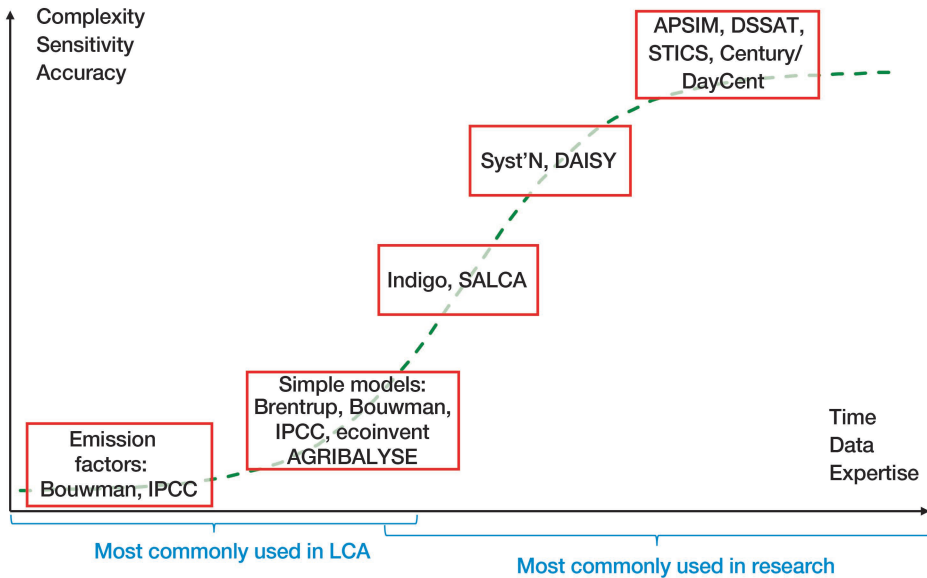 Complexity
Sensitivity
Accuracy
APSIM, DSSAT,
STICS, Century/
DayCent
Syst’N, DAISY
Indigo, SALCA
Simple models:
Brentrup, Bouwman,
IPCC, ecoinvent
AGRIBALYSE
Emission
factors:
Bouwman, IPCC
Time
Data
Expertise
Most commonly used in LCA
Most commonly used in research